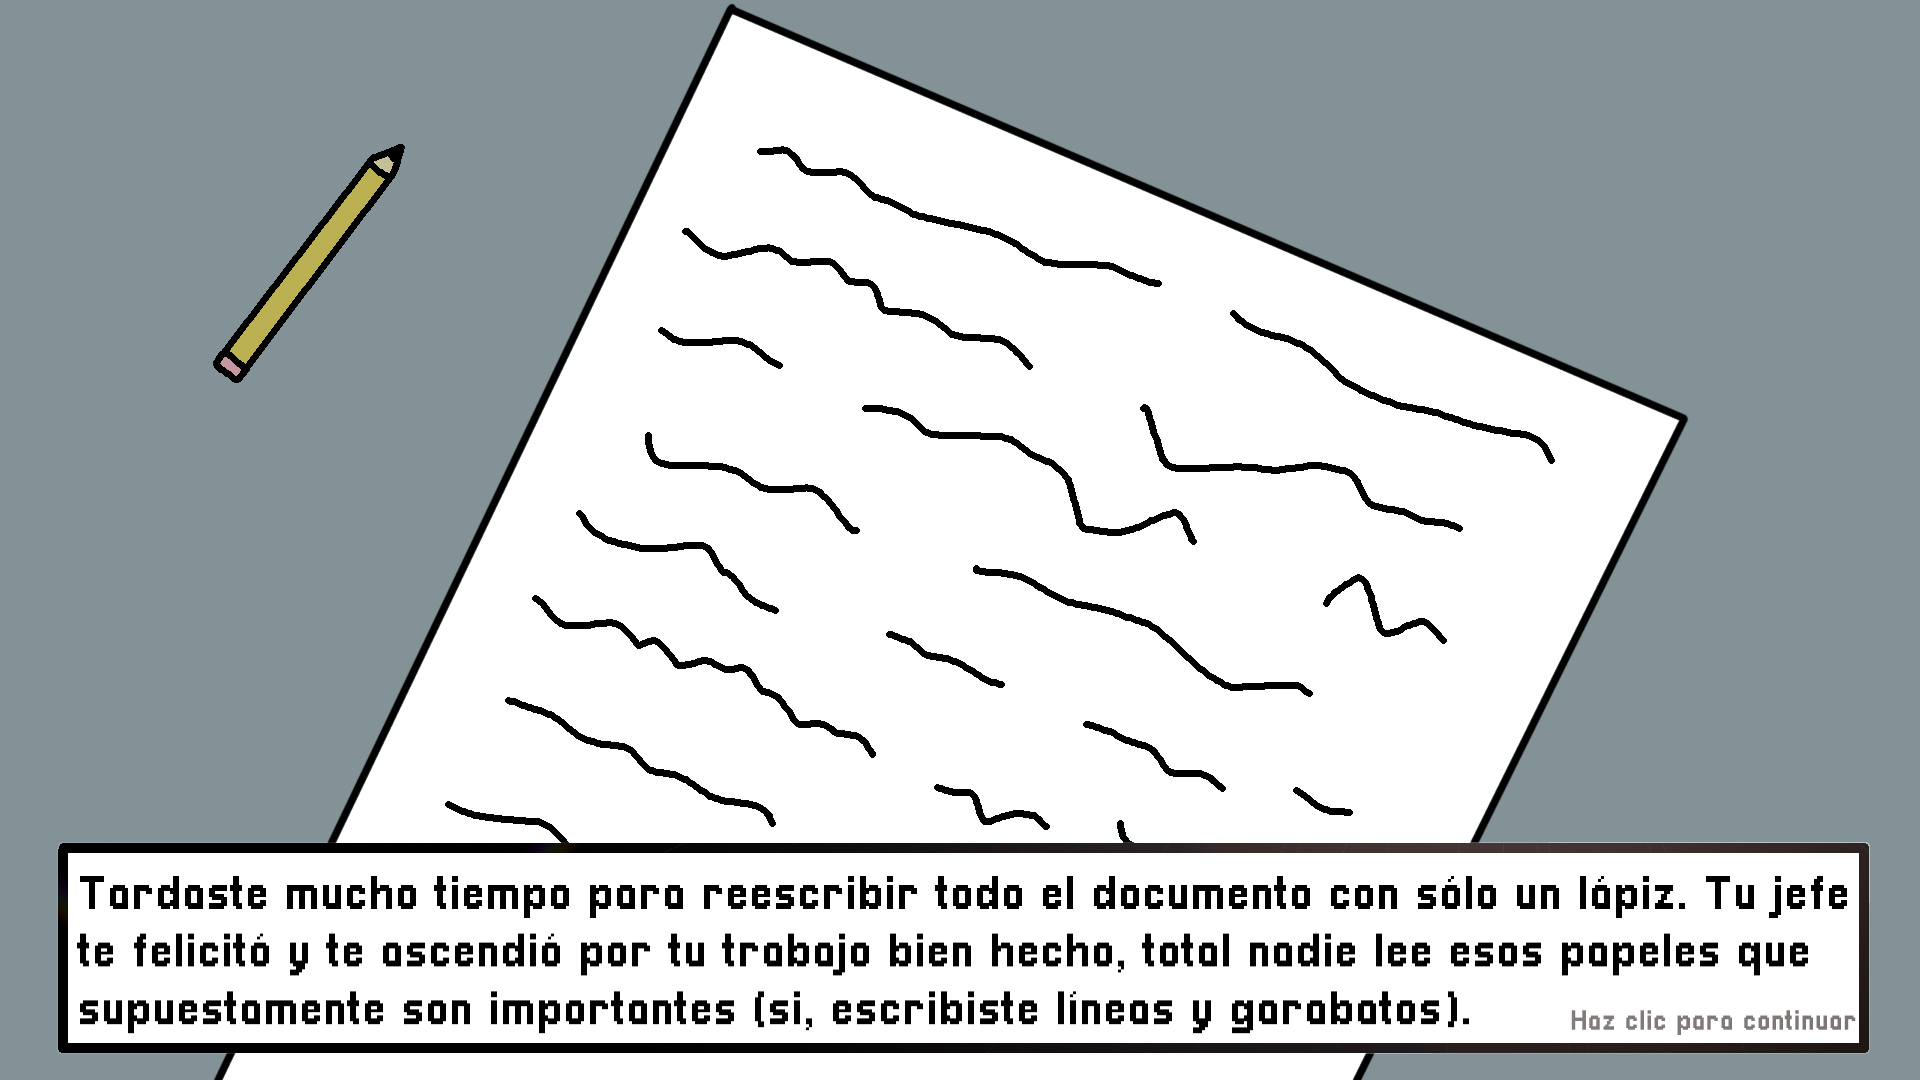 Tardaste mucho tiempo para reescribir todo el documento con sólo un lápiz. Tu jefe
te felicitó y te ascendió por tu trabajo bien hecho, total nadie lee esos papeles que
supuestamente son importantes (si, escribiste líneas y garabatos).
Haz clic para continuar